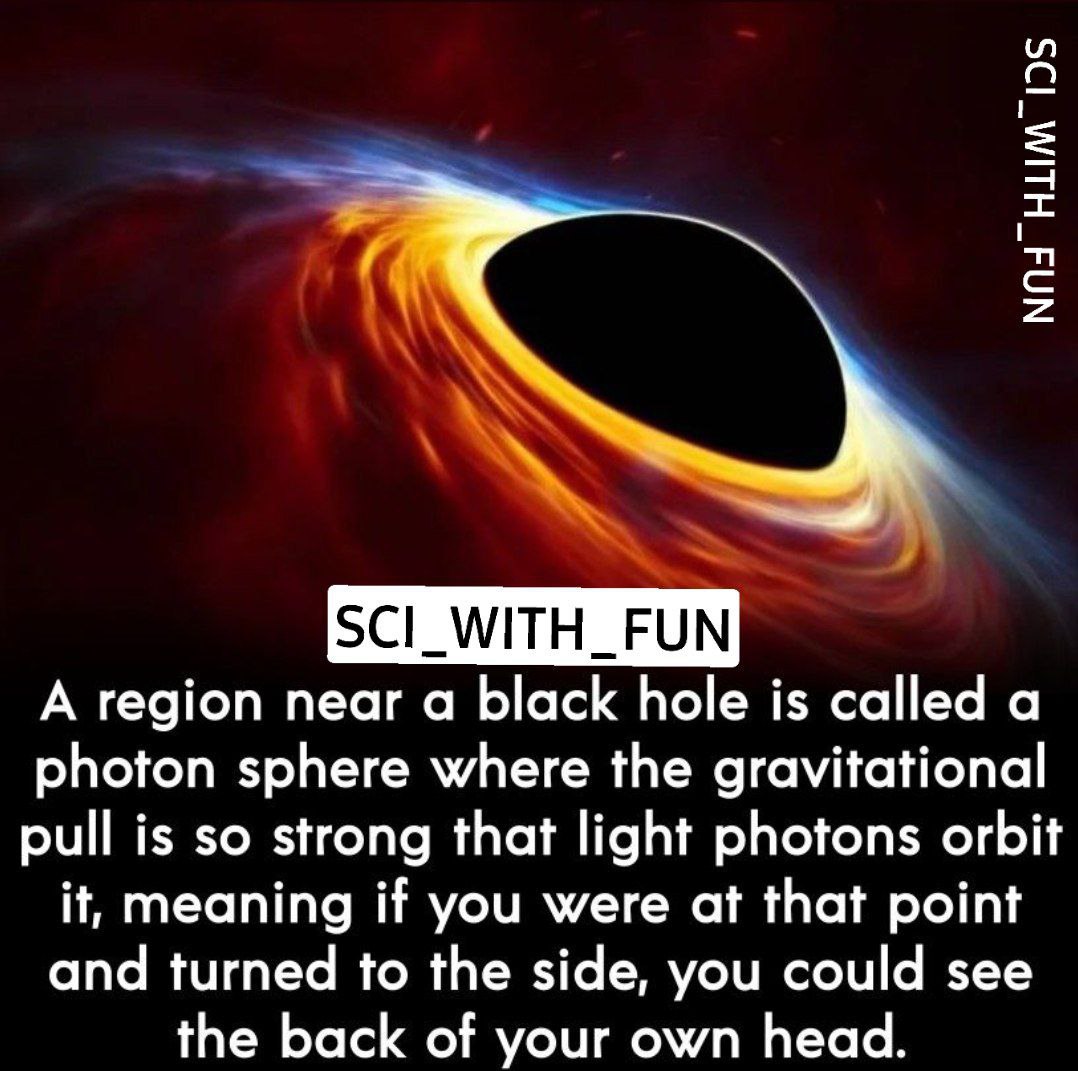 SCI_WITH_FUN
SCI_WITH_FUN
A region near a black hole is called a
photon sphere where the gravitational
pull is so strong that light photons orbit
it, meaning if you were at that point
and turned to the side, you could see
the back of your own head.